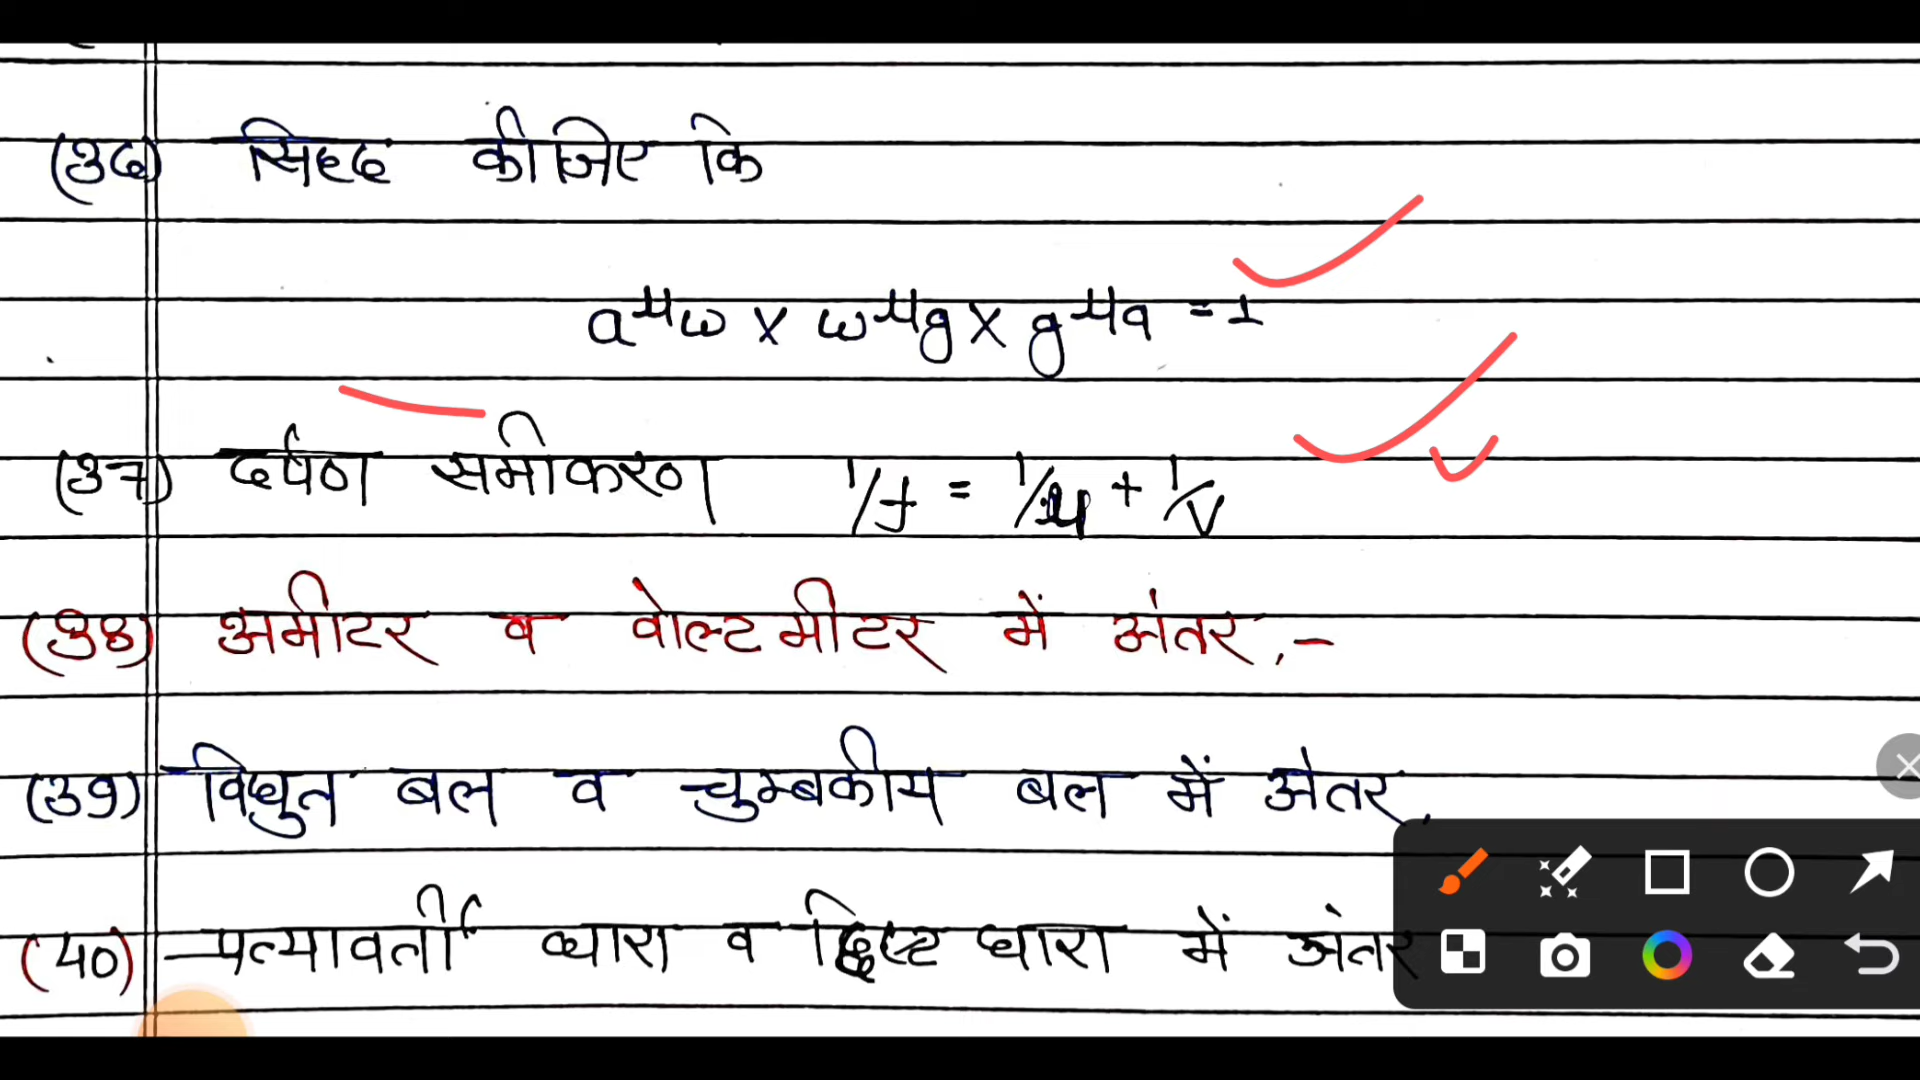 (36) सिद्ध कीजिए कि
aμw x wμg x gμa = 1
(37) दर्पण समीकरण 1/f = 1/u + 1/v
(38) अमीटर व वोल्टमीटर में अंतर,-
(39) विद्युत बल व चुम्बकीय बल में अंतर,
(40) प्रत्यावर्ती धारा व दिष्ट धारा में अंतर